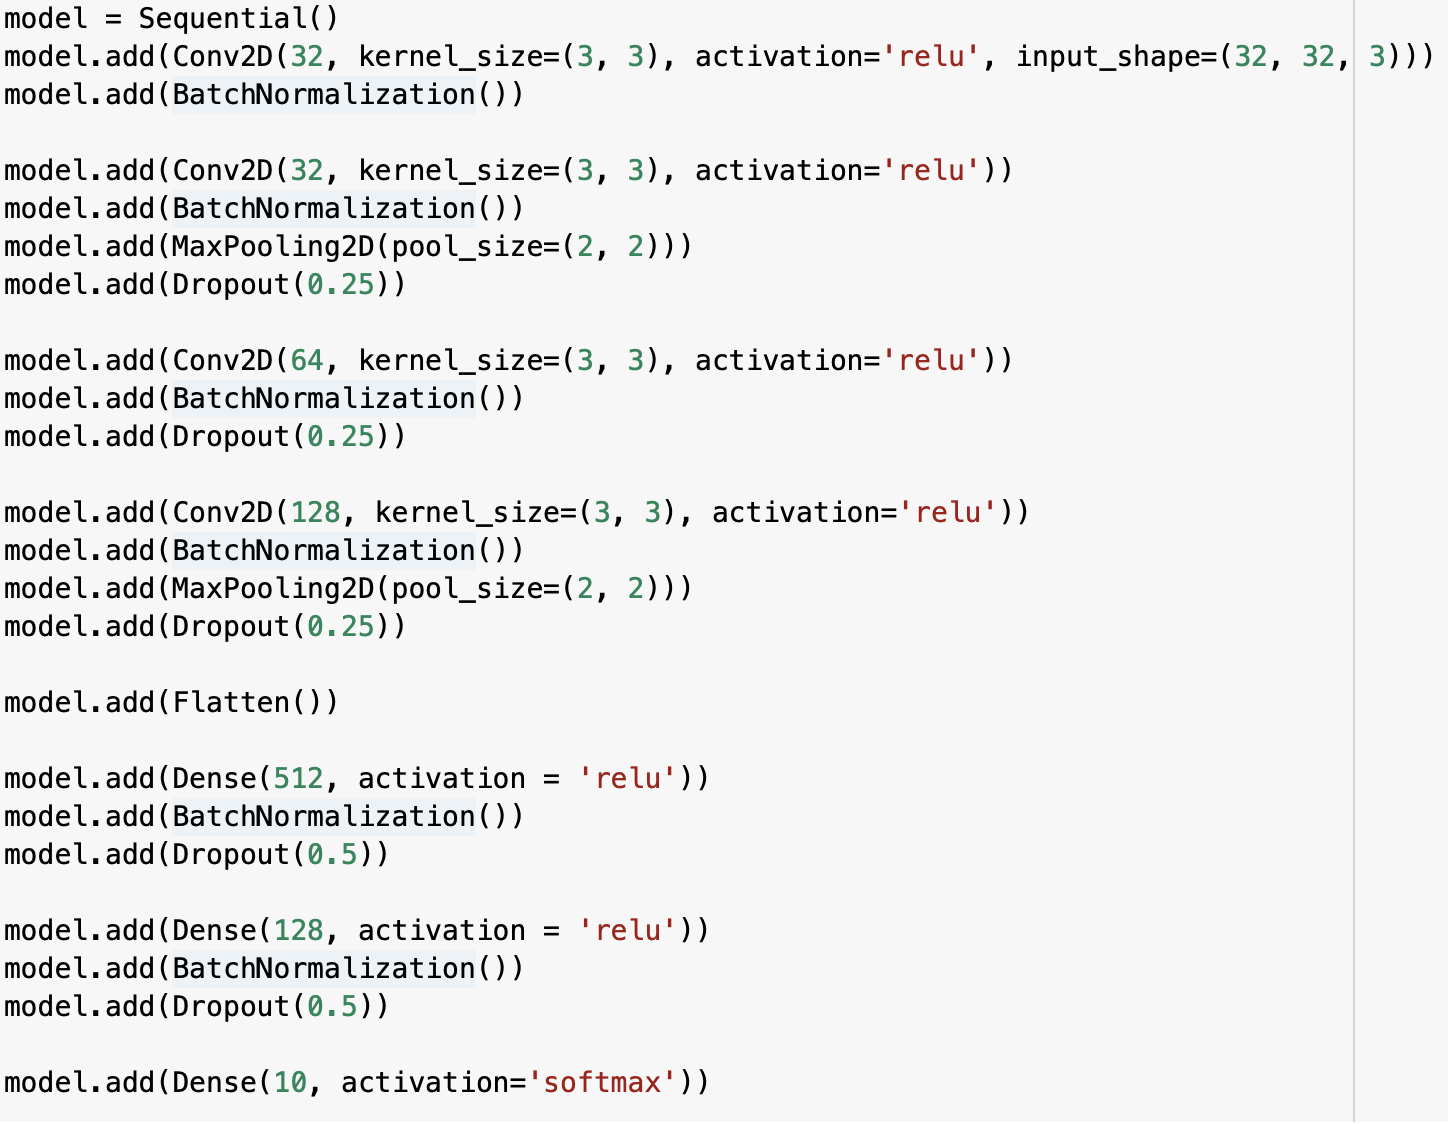 model = Sequential()
model.add(Conv2D(32, kernel_size=(3, 3), activation='relu', input_shape=(32, 32, 3)))
model.add(BatchNormalization())

model.add(Conv2D(32, kernel_size=(3, 3), activation='relu'))
model.add(BatchNormalization())
model.add(MaxPooling2D(pool_size=(2, 2)))
model.add(Dropout(0.25))

model.add(Conv2D(64, kernel_size=(3, 3), activation='relu'))
model.add(BatchNormalization())
model.add(Dropout(0.25))

model.add(Conv2D(128, kernel_size=(3, 3), activation='relu'))
model.add(BatchNormalization())
model.add(MaxPooling2D(pool_size=(2, 2)))
model.add(Dropout(0.25))

model.add(Flatten())

model.add(Dense(512, activation = 'relu'))
model.add(BatchNormalization())
model.add(Dropout(0.5))

model.add(Dense(128, activation = 'relu'))
model.add(BatchNormalization())
model.add(Dropout(0.5))

model.add(Dense(10, activation='softmax'))